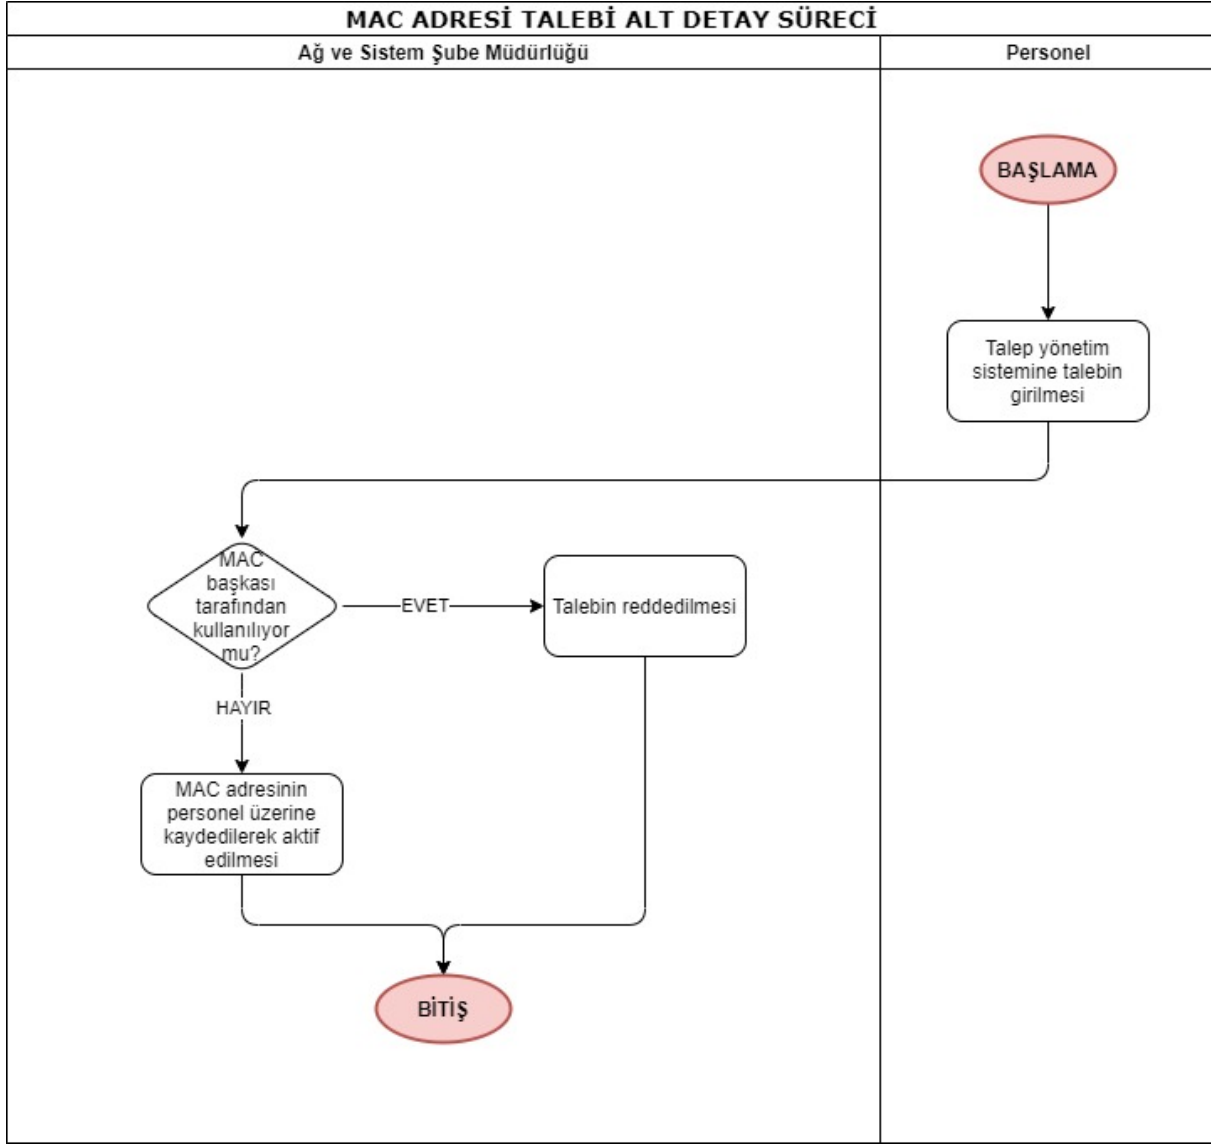 MAC ADRESİ TALEBİ ALT DETAY SÜRECİ
Ağ ve Sistem Şube Müdürlüğü
Personel
BAŞLAMA
Talep yönetim
sistemine talebin
girilmesi
MAC
başkası
tarafından
kullanılıyor
mu?
EVET
Talebin reddedilmesi
HAYIR
MAC adresinin
personel üzerine
kaydedilerek aktif
edilmesi
BİTİŞ